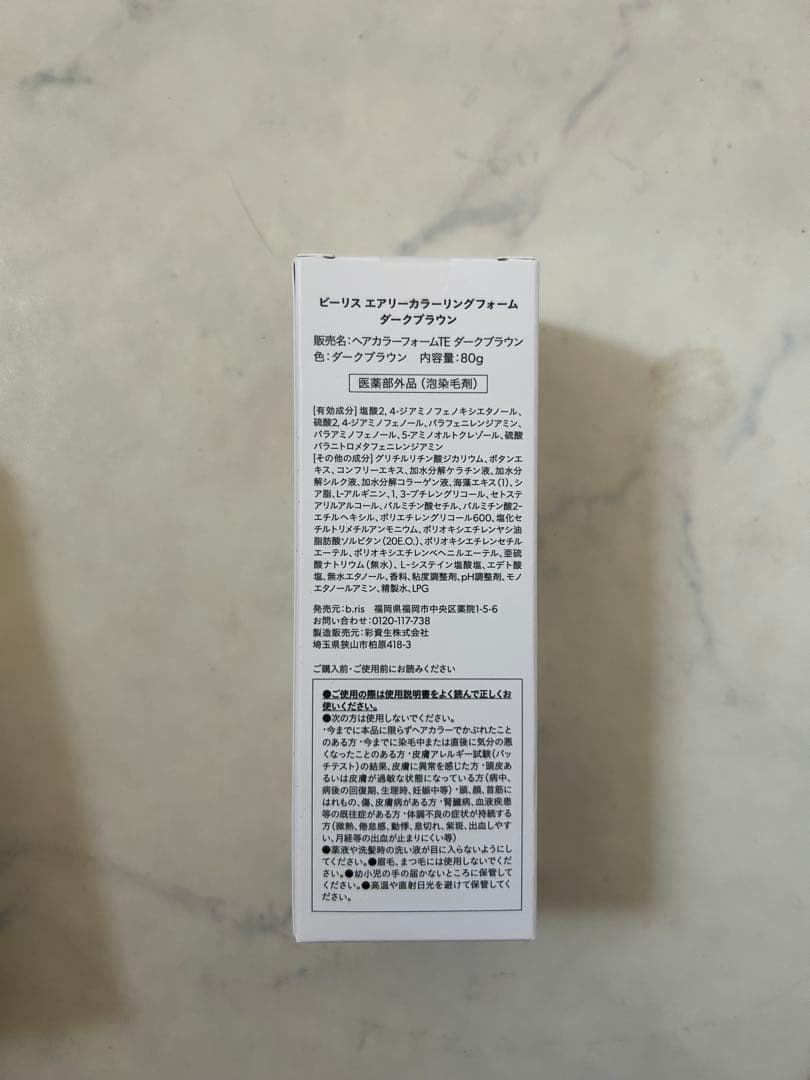 ビーリス エアリーカラーリングフォーム
ダークブラウン
販売名:ヘアカラーフォームTE ダークブラウン
色:ダークブラウン　内容量:80g
医薬部外品(泡染毛剤)
[有効成分]塩酸2, 4-ジアミノフェノキシエタノール、
硫酸2, 4-ジアミノフェノール、パラフェニレンジアミン、
パラアミノフェノール、5-アミノオルトクレゾール、硫酸
パラニトロメタフェニレンジアミン
[その他の成分]グリチルリチン酸ジカリウム、ボタンエ
キス、コンフリーエキス、加水分解ケラチン液、加水分
解シルク液、加水分解コラーゲン液、海藻エキス(1)、シ
ア脂、L-アルギニン、1, 3-ブチレングリコール、セトステ
アリルアルコール、パルミチン酸セチル、パルミチン酸2-
エチルヘキシル、ポリエチレングリコール600、塩化セ
チルトリメチルアンモニウム、ポリオキシエチレンヤシ油
脂肪酸ソルビタン(20E.O.)、ポリオキシエチレンセチル
エーテル、ポリオキシエチレンベヘニルエーテル、亜硫
酸ナトリウム(無水)、L-システイン塩酸塩、エデト酸
塩、無水エタノール、香料、粘度調整剤、pH調整剤、モノ
エタノールアミン、精製水、LPG
発売元:b.ris　福岡県福岡市中央区薬院1-5-6
お問い合わせ:0120-117-738
製造販売元:彩資生株式会社
埼玉県狭山市柏原418-3
ご購入前・ご使用前にお読みください
●ご使用の際は使用説明書をよく読んで正しくお
使いください。
●次の方は使用しないでください。
・今までに本品に限らずヘアカラーでかぶれたこと
のある方・今までに染毛中または直後に気分の悪
くなったことのある方・皮膚アレルギー試験(パッ
チテスト)の結果、皮膚に異常を感じた方・頭皮あ
るいは皮膚が過敏な状態になっている方(病中、
病後の回復期、生理時、妊娠中等)・頭、顔、首筋に
はれもの、傷、皮膚病がある方・腎臓病、血液疾患
等の既往症がある方・体調不良の症状が持続する
方(微熱、倦怠感、動悸、息切れ、紫斑、出血しやす
い、月経等の出血が止まりにくい等)
●薬液や洗髪時の洗い液が目に入らないようにし
てください。●眉毛、まつ毛には使用しないでくだ
さい。●幼小児の手の届かないところに保管して
ください。●高温や直射日光を避けて保管してく
ださい。